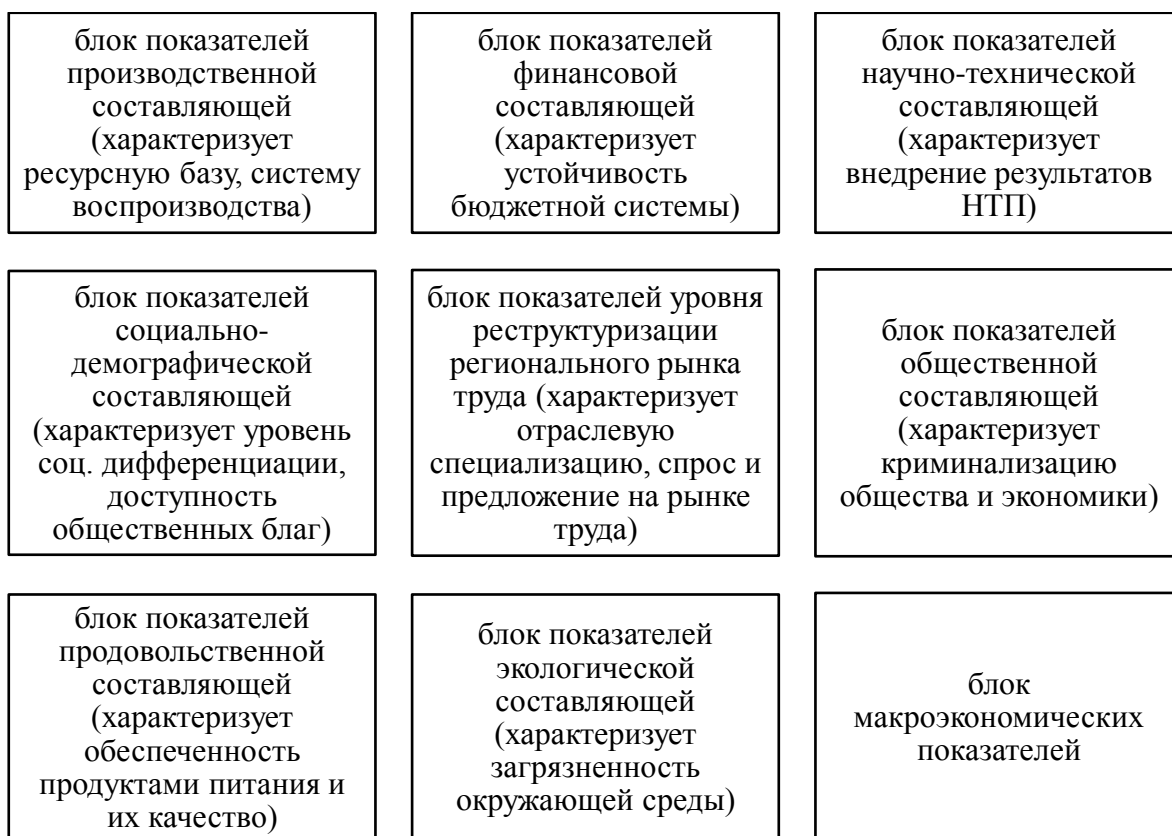 блок показателей
производственной
составляющей
(характеризует
ресурсную базу, систему
воспроизводства)
блок показателей
финансовой
составляющей
(характеризует
устойчивость
бюджетной системы)
блок показателей
научно-технической
составляющей
(характеризует
внедрение результатов
НТП)
блок показателей
социально-
демографической
составляющей
(характеризует уровень
соц. дифференциации,
доступность
общественных благ)
блок показателей уровня
реструктуризации
регионального рынка
труда (характеризует
отраслевую
специализацию, спрос и
предложение на рынке
труда)
блок показателей
общественной
составляющей
(характеризует
криминализацию
общества и экономики)
блок показателей
продовольственной
составляющей
(характеризует
обеспеченность
продуктами питания и
их качество)
блок показателей
экологической
составляющей
(характеризует
загрязненность
окружающей среды)
блок
макроэкономических
показателей